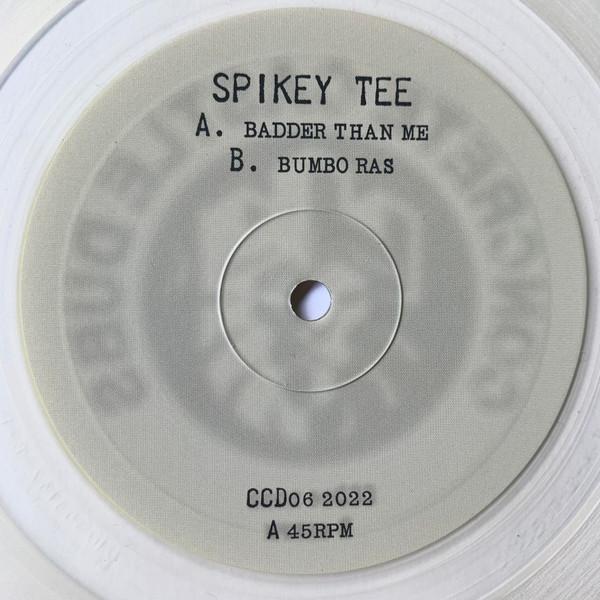 SPIKEY TEE
A. BADDER THAN ME
B. BUMBO RAS
CCD06 2022
A 45RPM